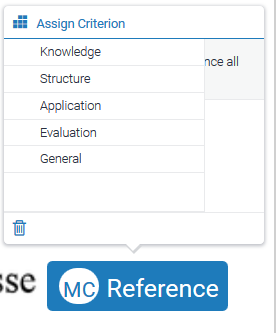 Assign Criterion
Knowledge
nce all
Structure
Application
Evaluation
General
sse
MC Reference